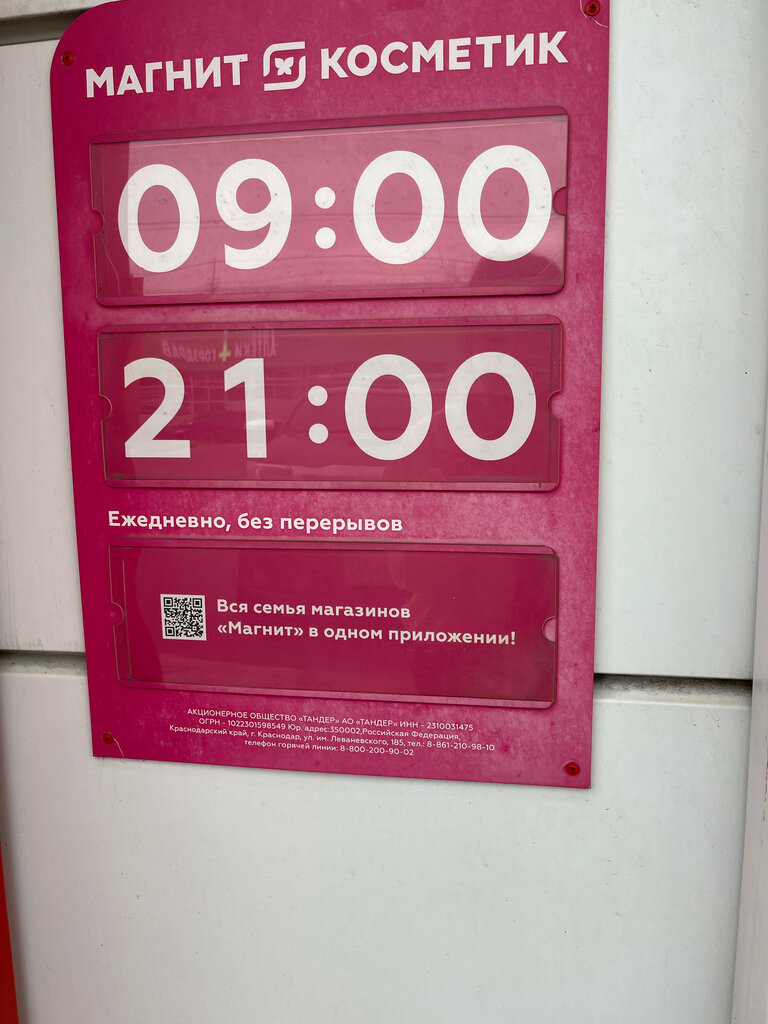 МАГНИТ КОСМЕТИК
09:00
21:00
Ежедневно, без перерывов
Вся семья магазинов
«Магнит» в одном приложении!
АКЦИОНЕРНОЕ ОБЩЕСТВО «ТАНДЕР» АО «ТАНДЕР» ИНН - 2310031475
ОГРН - 1022301598549 Юр. адрес:350002,Российская Федерация,
Краснодарский край, г. Краснодар, ул. им. Леваневского, 185, тел.: 8-861-210-98-10
телефон горячей линии: 8-800-200-90-02